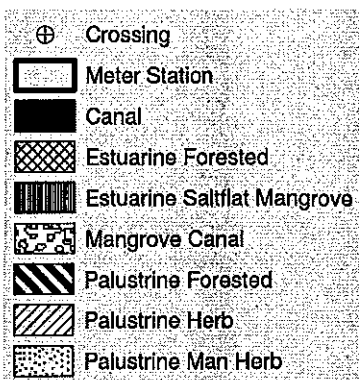 Crossing
Meter Station
Canal
Estuarine Forested
Estuarine Saltflat Mangrove
Mangrove Canal
Palustrine Forested
Palustrine Herb
Palustrine Man Herb